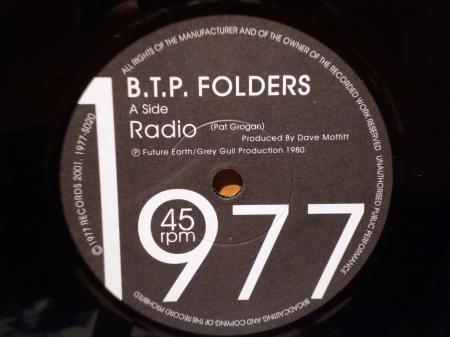 ALL RIGHTS OF THE MANUFACTURER AND OF THE OWNER OF THE RECORDED WORK RESERVED
UNAUTHORISED PUBLIC PERFORMANCE
BROADCASTING AND COPYING OF THIS RECORD PROHIBITED
© 1977 RECORDS 2001. 1977-S020
B.T.P. FOLDERS
A Side
Radio (Pat Grogan)
Produced By Dave Moffitt
℗ Future Earth/Grey Gull Production 1980.
1977
45
rpm